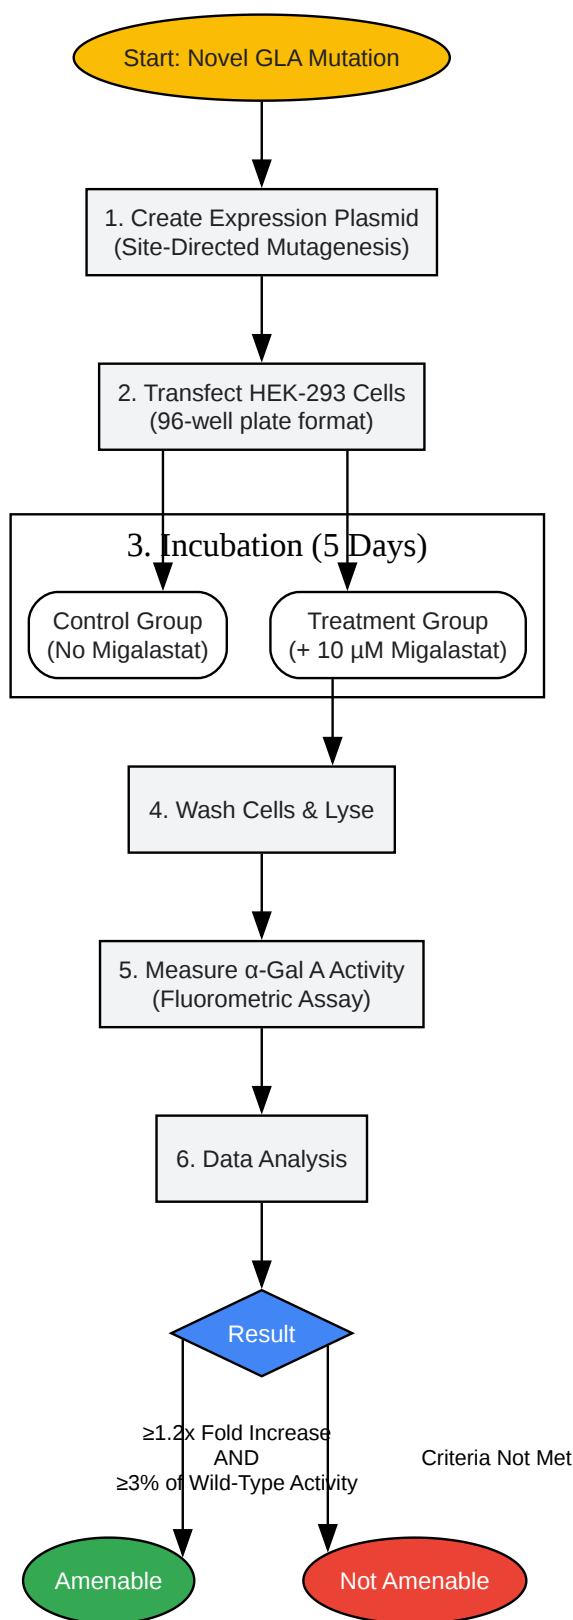 Start: Novel GLA Mutation
1. Create Expression Plasmid
(Site-Directed Mutagenesis)
2. Transfect HEK-293 Cells
(96-well plate format)
3. Incubation (5 Days)
Control Group
(No Migalastat)
Treatment Group
(+ 10 µM Migalastat)
4. Wash Cells & Lyse
5. Measure α-Gal A Activity
(Fluorometric Assay)
6. Data Analysis
Result
≥1.2x Fold Increase
AND
≥3% of Wild-Type Activity
Criteria Not Met
Amenable
Not Amenable